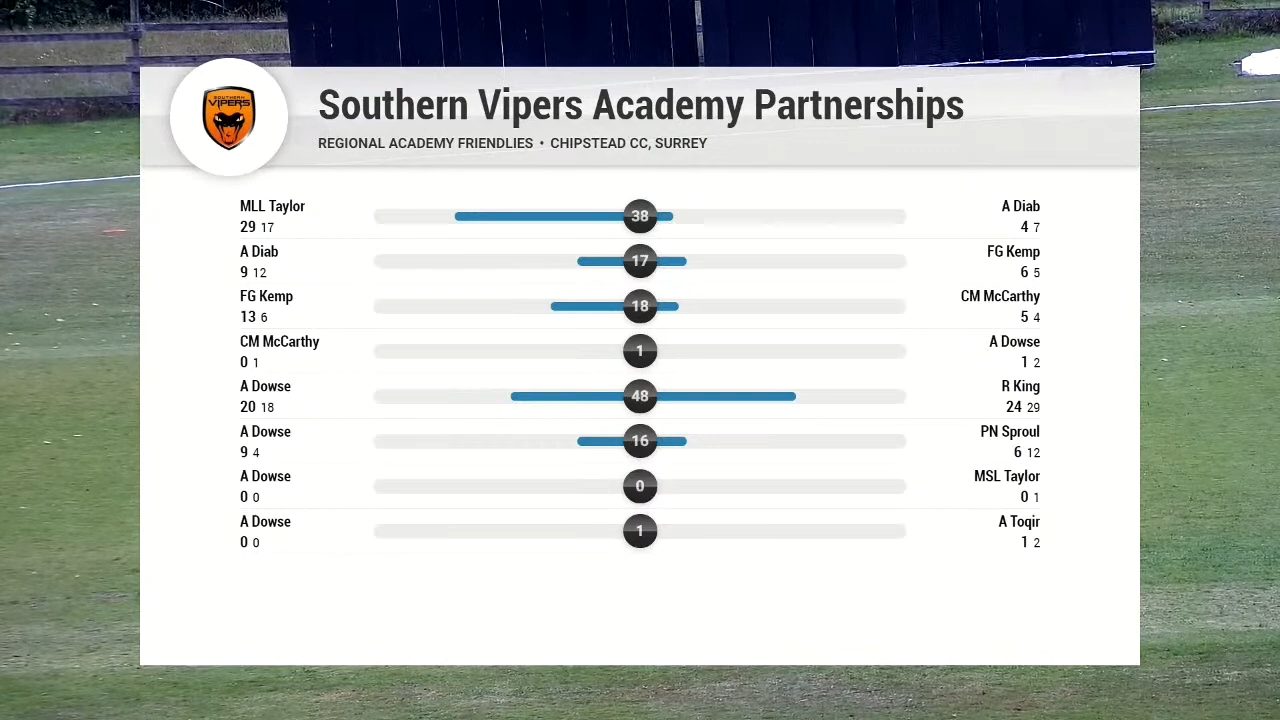 SOUTHERN
VIPERS
Southern Vipers Academy Partnerships
REGIONAL ACADEMY FRIENDLIES • CHIPSTEAD CC, SURREY
MLL Taylor 38 A Diab
29 17 4 7
A Diab 17 FG Kemp
9 12 6 5
FG Kemp 18 CM McCarthy
13 6 5 4
CM McCarthy 1 A Dowse
0 1 1 2
A Dowse 48 R King
20 18 24 29
A Dowse 16 PN Sproul
9 4 6 12
A Dowse 0 MSL Taylor
0 0 0 1
A Dowse 1 A Toqir
0 0 1 2